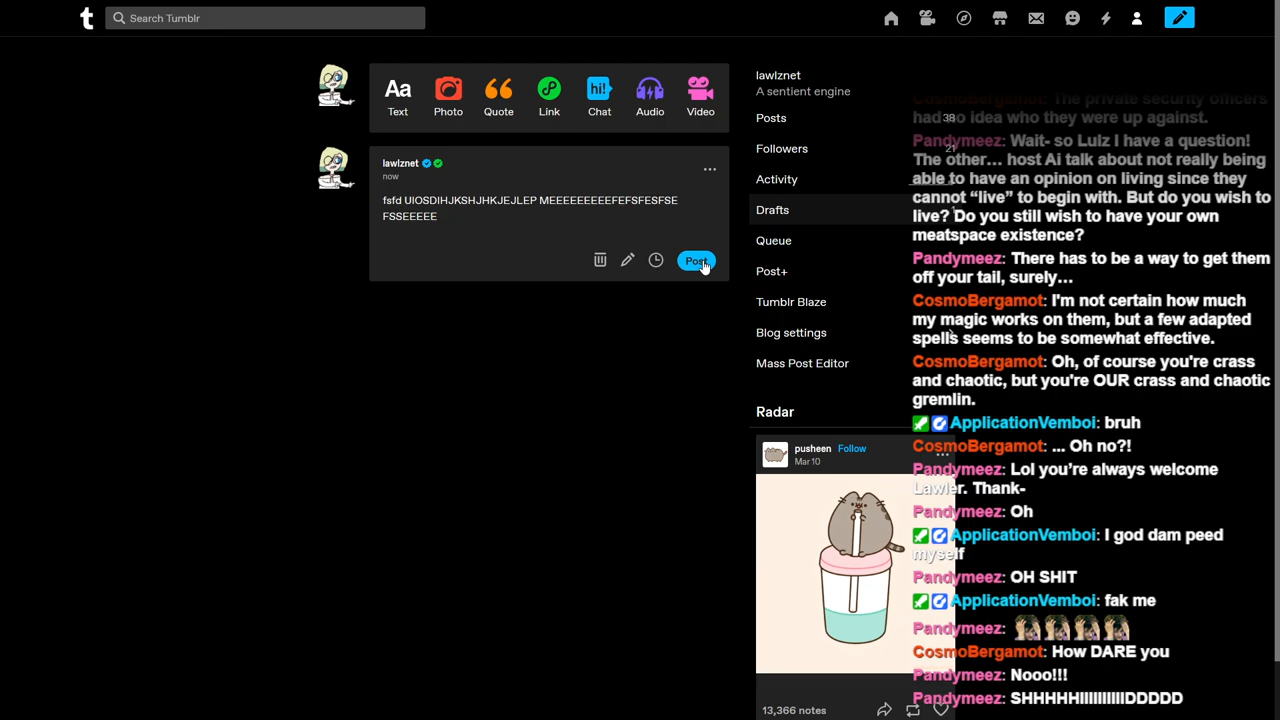 t
Search Tumblr
Aa
hi!
Text
Photo
Quote
Link
Chat
Audio
Video
lawlznet
now
fsfd UIOSDIHJKSHJHKJEJLEP MEEEEEEEEEFEFSFESFSE
FSSEEEEE
Post
lawlznet
A sentient engine
Posts
38
Followers
21
Activity
Drafts
1
Queue
Post+
Tumblr Blaze
Blog settings
Mass Post Editor
Radar
pusheen Follow
Mar 10
13,366 notes
CosmoBergamot: The private security officers
had no idea who they were up against.
Pandymeez: Wait- so Lulz I have a question!
The other... host Ai talk about not really being
able to have an opinion on living since they
cannot “live” to begin with. But do you wish to
live? Do you still wish to have your own
meatspace existence?
Pandymeez: There has to be a way to get them
off your tail, surely...
CosmoBergamot: I'm not certain how much
my magic works on them, but a few adapted
spells seems to be somewhat effective.
CosmoBergamot: Oh, of course you're crass
and chaotic, but you're OUR crass and chaotic
gremlin.
ApplicationVemboi: bruh
CosmoBergamot: ... Oh no?!
Pandymeez: Lol you’re always welcome
Lawler. Thank-
Pandymeez: Oh
ApplicationVemboi: I god dam peed
myself
Pandymeez: OH SHIT
ApplicationVemboi: fak me
Pandymeez:
CosmoBergamot: How DARE you
Pandymeez: Nooo!!!
Pandymeez: SHHHHHIIIIIIIIIIDDDDD